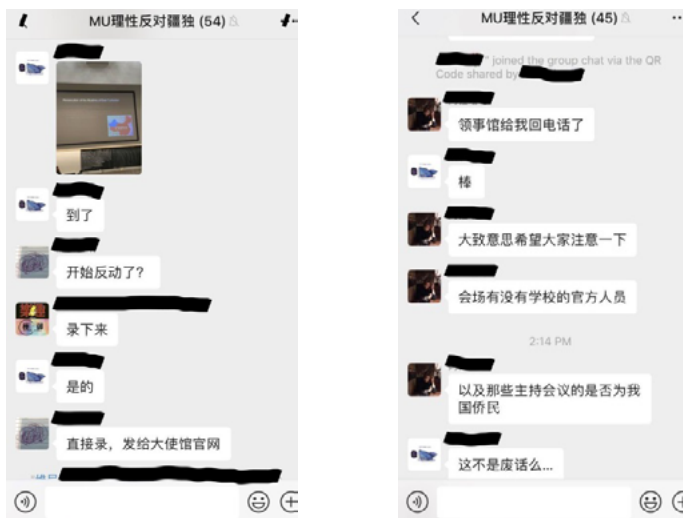 MU理性反对疆独 (54)
到了
开始反动了?
录下来
是的
直接录，发给大使馆官网
MU理性反对疆独 (45)
" joined the group chat via the QR
Code shared by
领事馆给我回电话了
棒
大致意思希望大家注意一下
会场有没有学校的官方人员
2:14 PM
以及那些主持会议的是否为我
国侨民
这不是废话么...